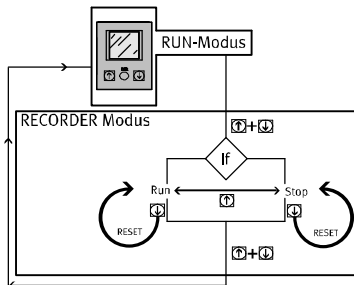 RUN-Modus
RECORDER Modus
↑+↓
If
Run
Stop
↑
↓
↓
RESET
RESET
↑+↓